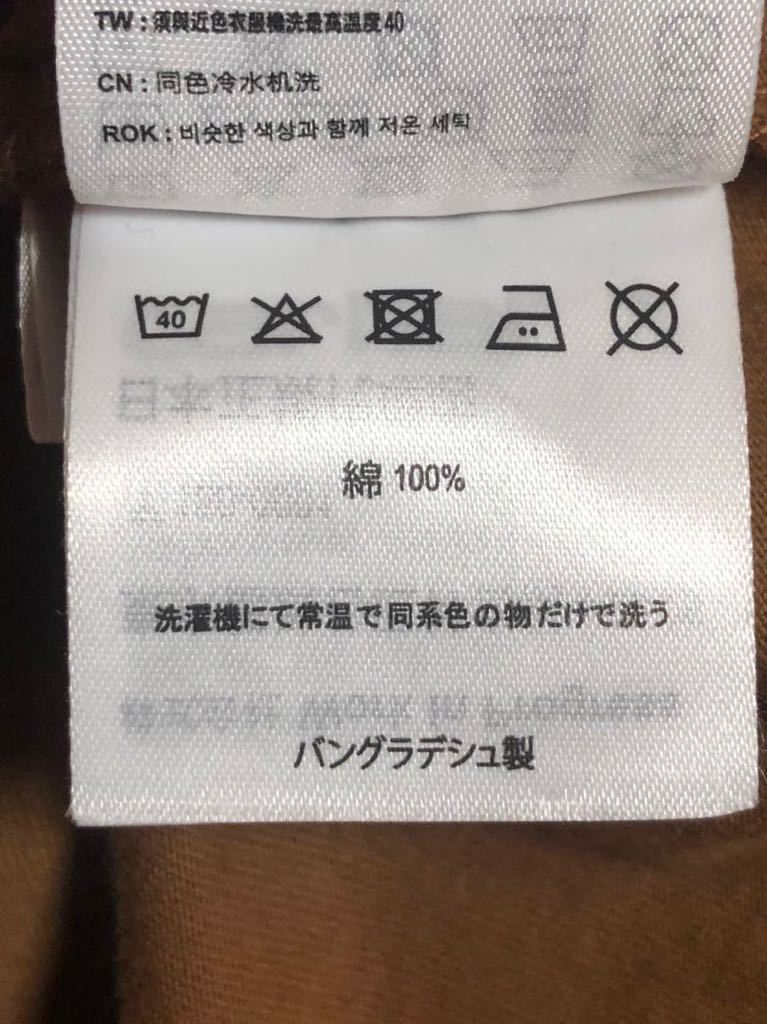 TW : 須與近色衣服機洗最高溫度 40
CN : 同色冷水机洗
ROK : 비슷한 색상과 함께 저온 세탁
40
綿 100%
洗濯機にて常温で同系色の物だけで洗う
バングラデシュ製